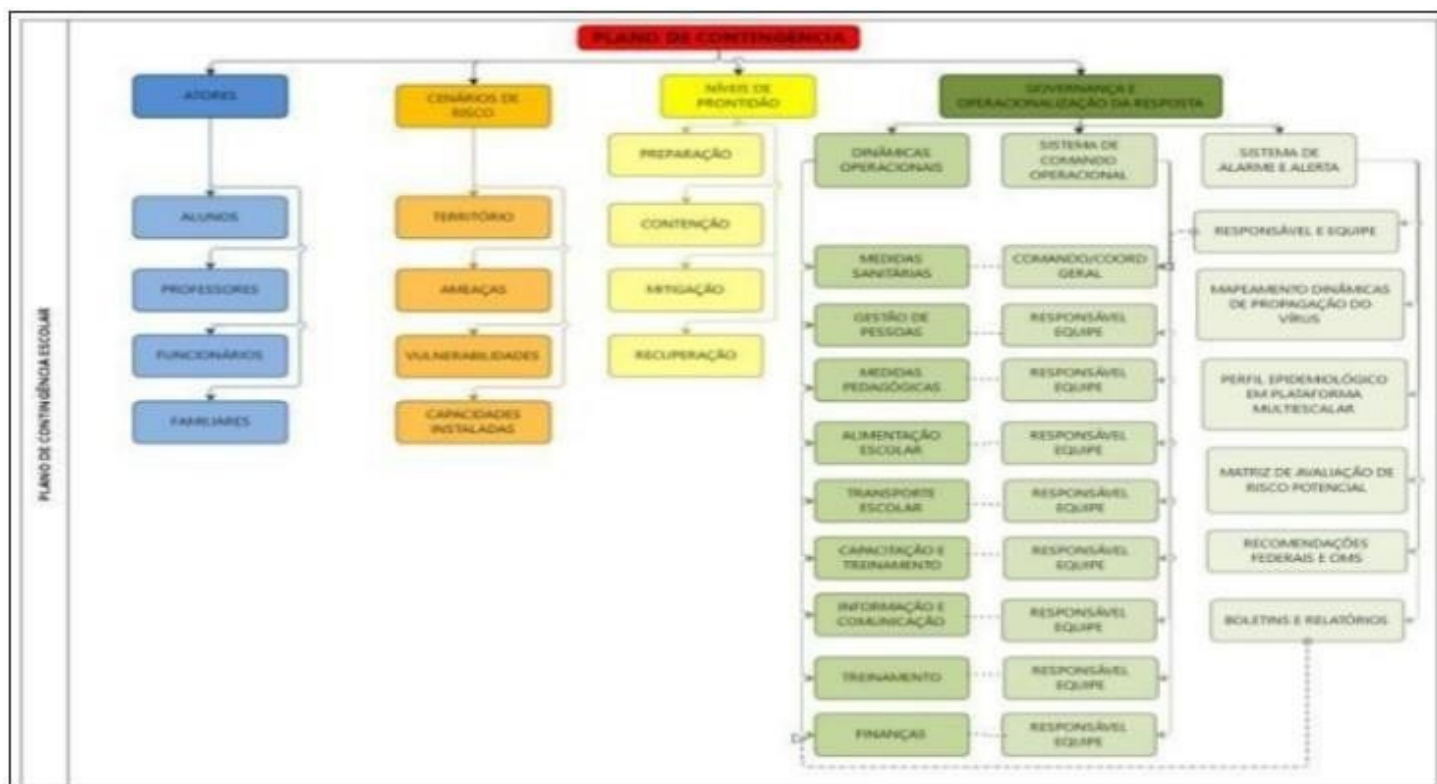 PLANO DE CONTINGÊNCIA ESCOLAR
PLANO DE CONTINGÊNCIA
ATORES
ALUNOS
PROFESSORES
FUNCIONÁRIOS
FAMILIARES
CENÁRIOS DE
RISCO
TERRITÓRIO
AMEAÇAS
VULNERABILIDADES
CAPACIDADES
INSTALADAS
NÍVEIS DE
PRONTIDÃO
PREPARAÇÃO
CONTENÇÃO
MITIGAÇÃO
RECUPERAÇÃO
GOVERNANÇA E
OPERACIONALIZAÇÃO DA RESPOSTA
DINÂMICAS
OPERACIONAIS
MEDIDAS
SANITÁRIAS
GESTÃO DE
PESSOAS
MEDIDAS
PEDAGÓGICAS
ALIMENTAÇÃO
ESCOLAR
TRANSPORTE
ESCOLAR
CAPACITAÇÃO E
TREINAMENTO
INFORMAÇÃO E
COMUNICAÇÃO
TREINAMENTO
FINANÇAS
SISTEMA DE
COMANDO
OPERACIONAL
COMANDO/COORD
GERAL
RESPONSÁVEL
EQUIPE
RESPONSÁVEL
EQUIPE
RESPONSÁVEL
EQUIPE
RESPONSÁVEL
EQUIPE
RESPONSÁVEL
EQUIPE
RESPONSÁVEL
EQUIPE
RESPONSÁVEL
EQUIPE
RESPONSÁVEL
EQUIPE
SISTEMA DE
ALARME E ALERTA
RESPONSÁVEL E EQUIPE
MAPEAMENTO DINÂMICAS
DE PROPAGAÇÃO DO
VÍRUS
PERFIL EPIDEMIOLÓGICO
EM PLATAFORMA
MULTIESCALAR
MATRIZ DE AVALIAÇÃO DE
RISCO POTENCIAL
RECOMENDAÇÕES
FEDERAIS E OMS
BOLETINS E RELATÓRIOS